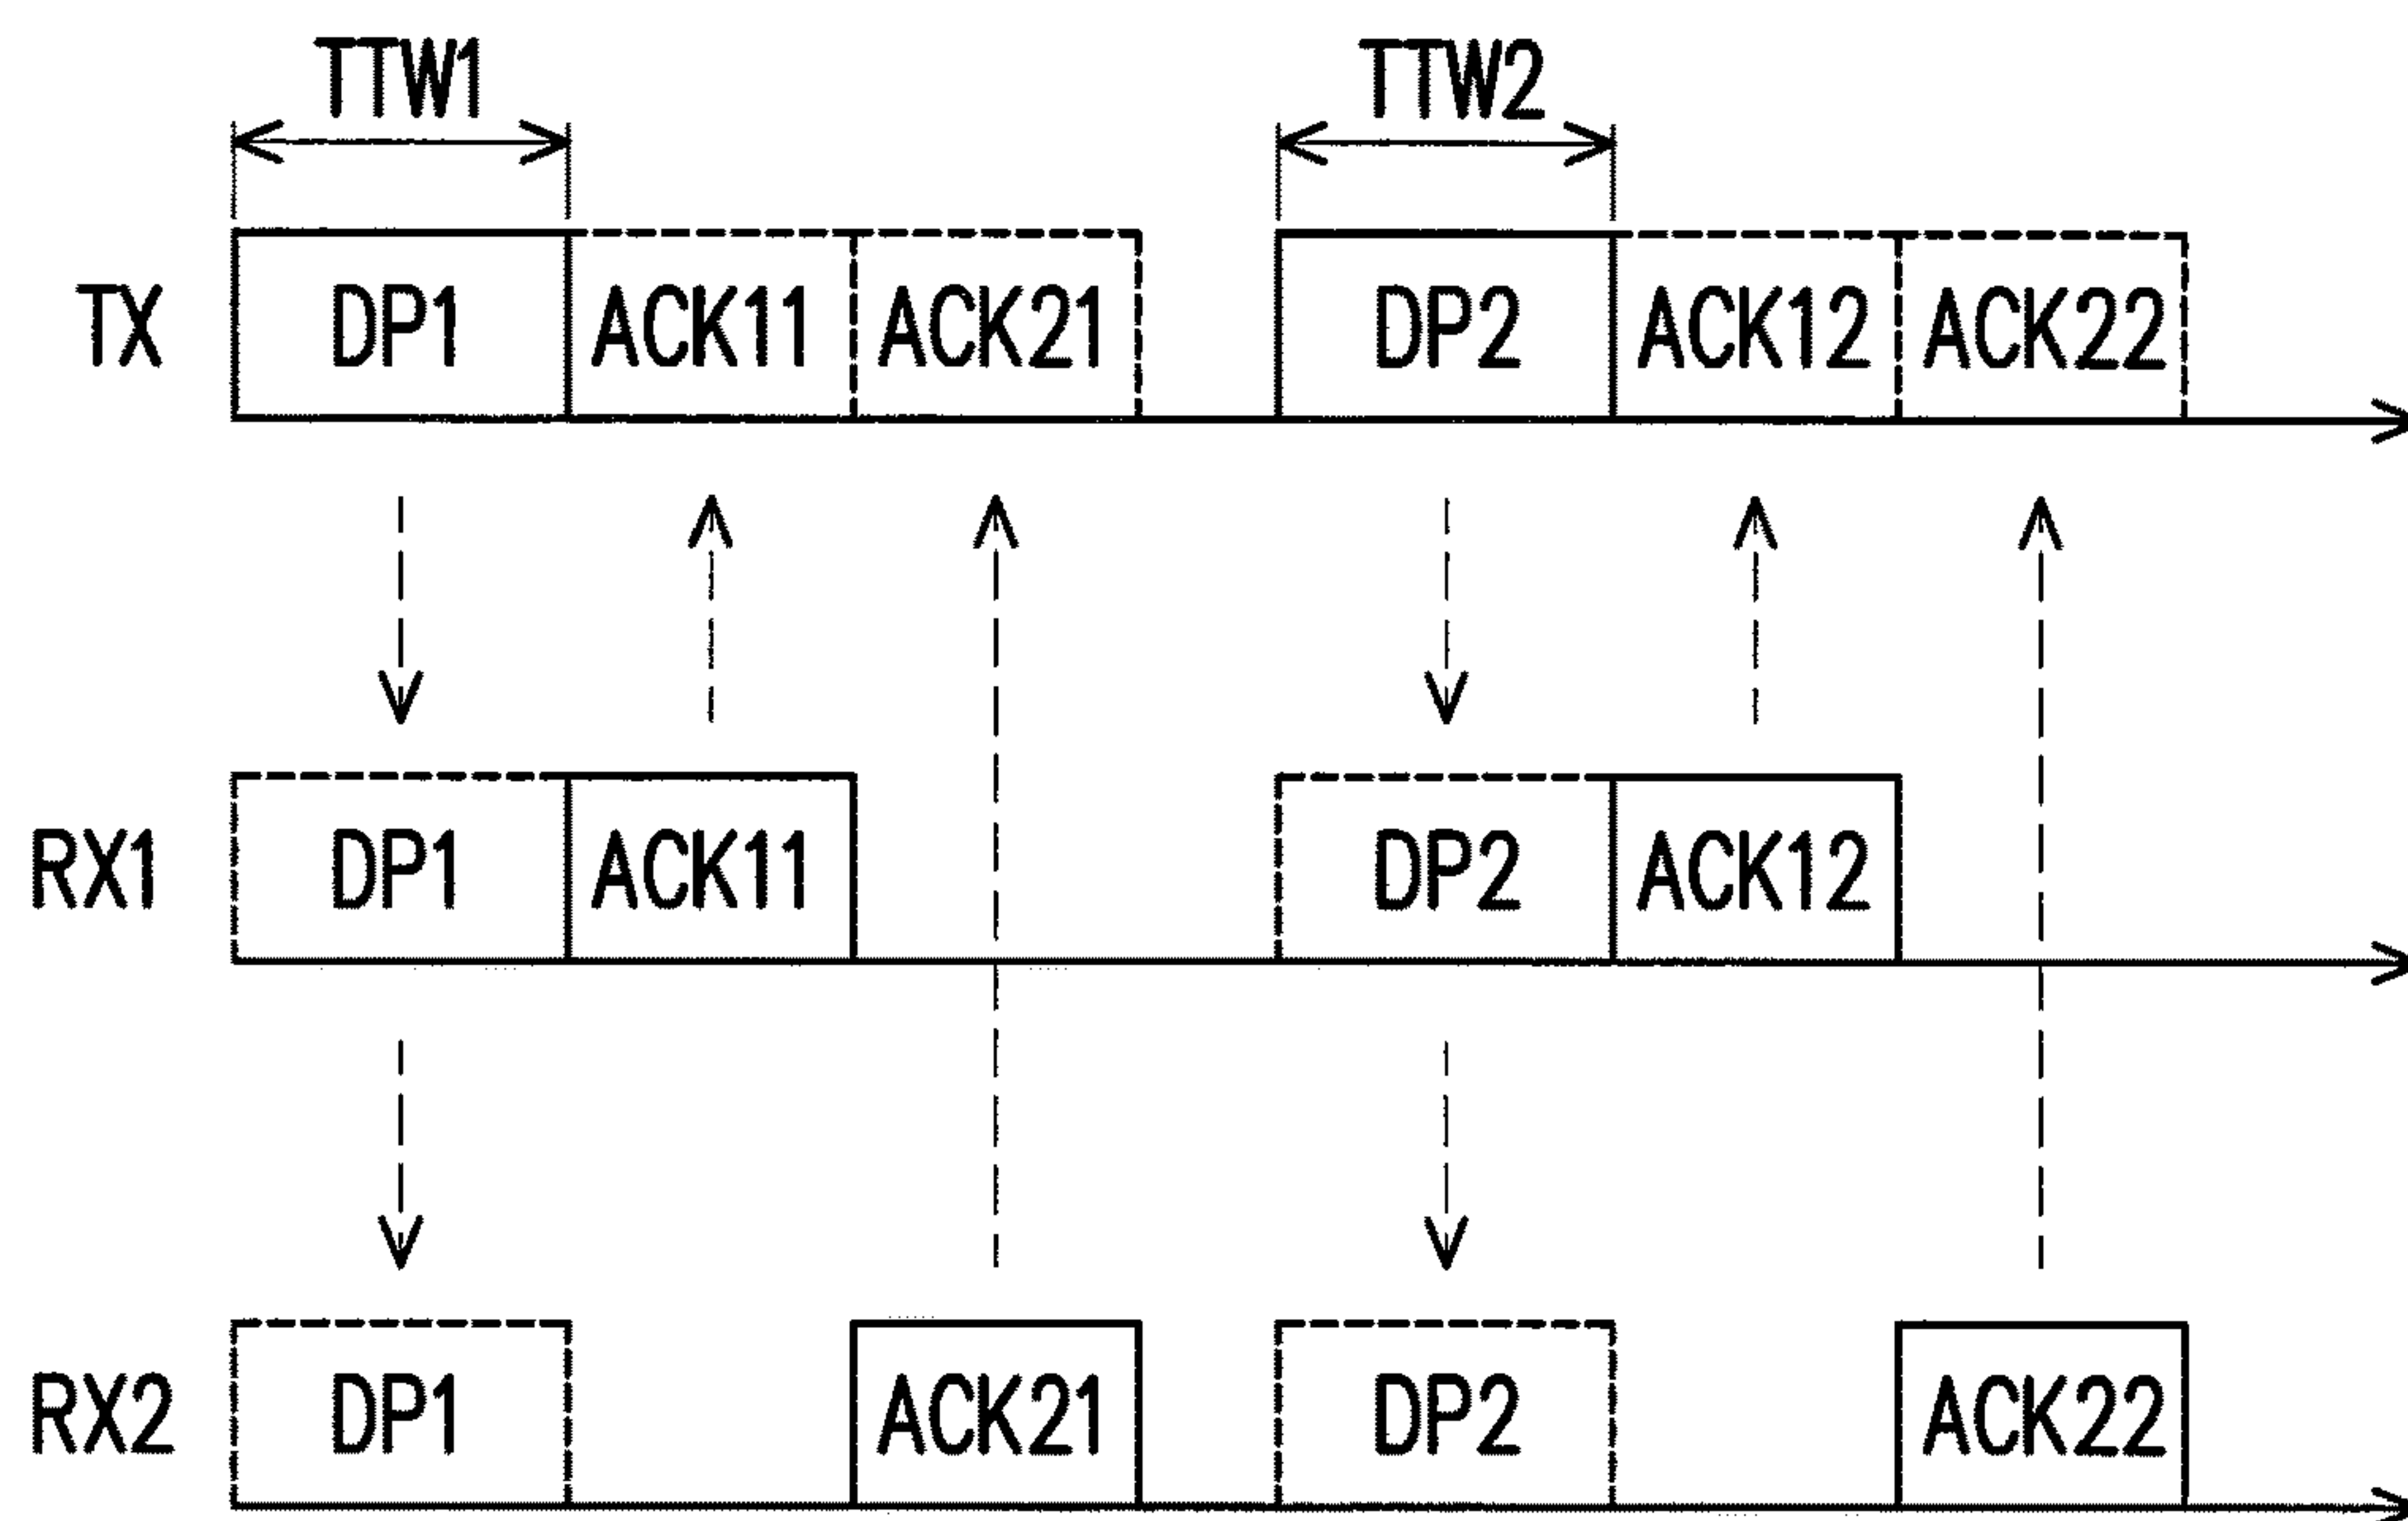 TTW1 TTW2
TX DP1 ACK11 ACK21 DP2 ACK12 ACK22
RX1 DP1 ACK11 DP2 ACK12
RX2 DP1 ACK21 DP2 ACK22